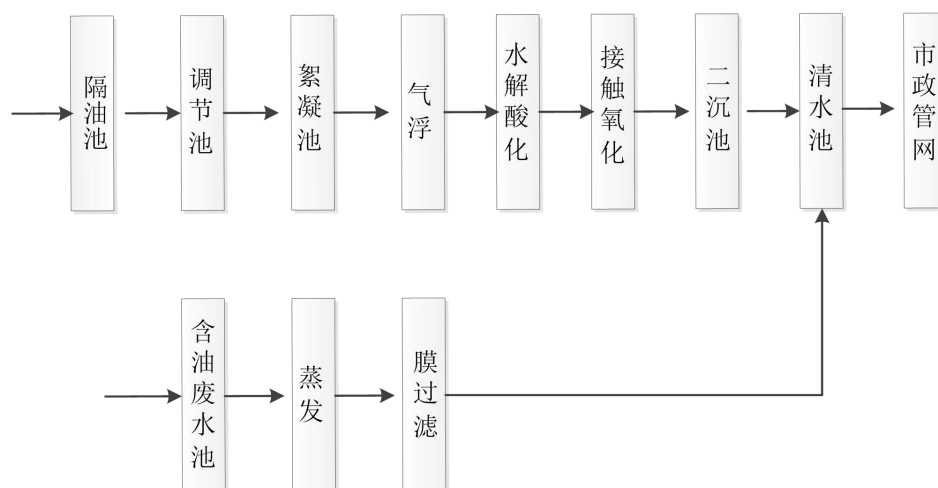 隔油池
调节池
絮凝池
气浮
水解酸化
接触氧化
二沉池
清水池
市政管网
含油废水池
蒸发
膜过滤